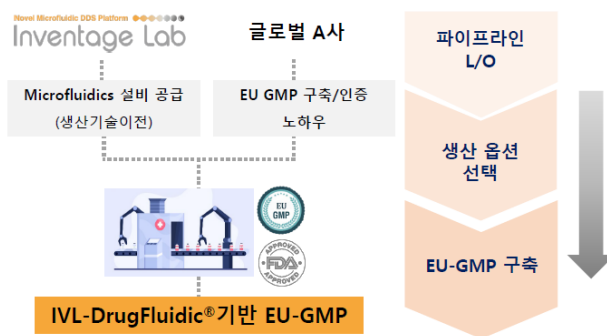 Novel Microfluidic DDS Platform
Inventage Lab
글로벌 A사
Microfluidics 설비 공급
(생산기술이전)
EU GMP 구축/인증
노하우
EU
GMP
APPROVED
FDA
APPROVED
IVL-DrugFluidic®기반 EU-GMP
파이프라인
L/O
생산 옵션
선택
EU-GMP 구축